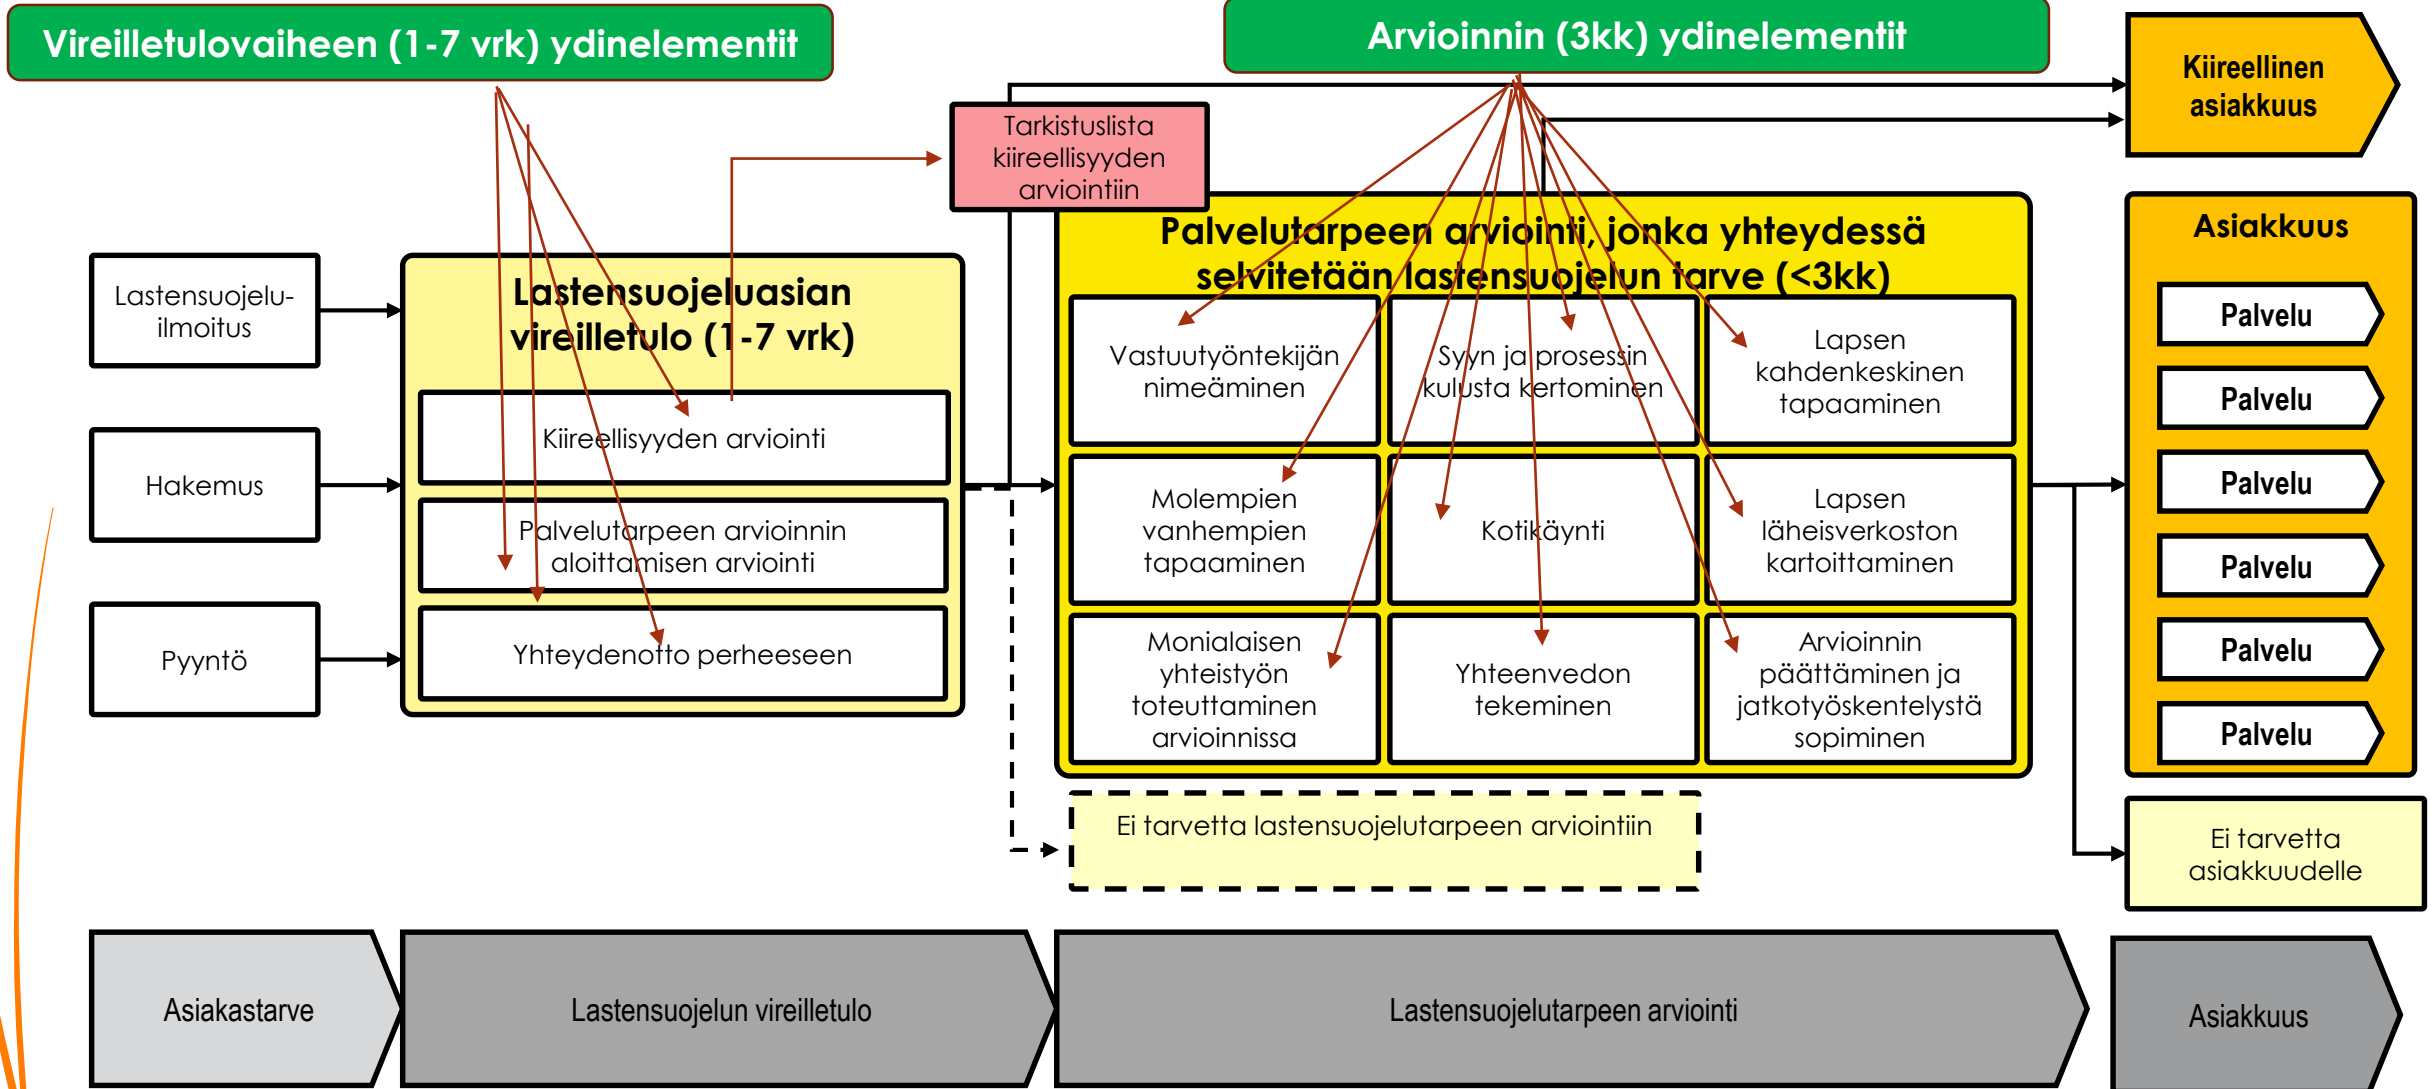 Vireilletulovaiheen (1-7 vrk) ydinelementit
Arvioinnin (3kk) ydinelementit
Kiireellinen
asiakkuus
Tarkistuslista
kiireellisyyden
arviointiin
Lastensuojelu-
ilmoitus
Hakemus
Pyyntö
Lastensuojeluasian
vireilletulo (1-7 vrk)
Kiireellisyyden arviointi
Palvelutarpeen arvioinnin
aloittamisen arviointi
Yhteydenotto perheeseen
Palvelutarpeen arviointi, jonka yhteydessä
selvitetään lastensuojelun tarve (<3kk)
Vastuutyöntekijän
nimeäminen
Syyn ja prosessin
kulusta kertominen
Lapsen
kahdenkeskinen
tapaaminen
Molempien
vanhempien
tapaaminen
Kotikäynti
Lapsen
läheisverkoston
kartoittaminen
Monialaisen
yhteistyön
toteuttaminen
arvioinnissa
Yhteenvedon
tekeminen
Arvioinnin
päättäminen ja
jatkotyöskentelystä
sopiminen
Ei tarvetta lastensuojelutarpeen arviointiin
Asiakkuus
Palvelu
Palvelu
Palvelu
Palvelu
Palvelu
Palvelu
Ei tarvetta
asiakkuudelle
Asiakastarve
Lastensuojelun vireilletulo
Lastensuojelutarpeen arviointi
Asiakkuus